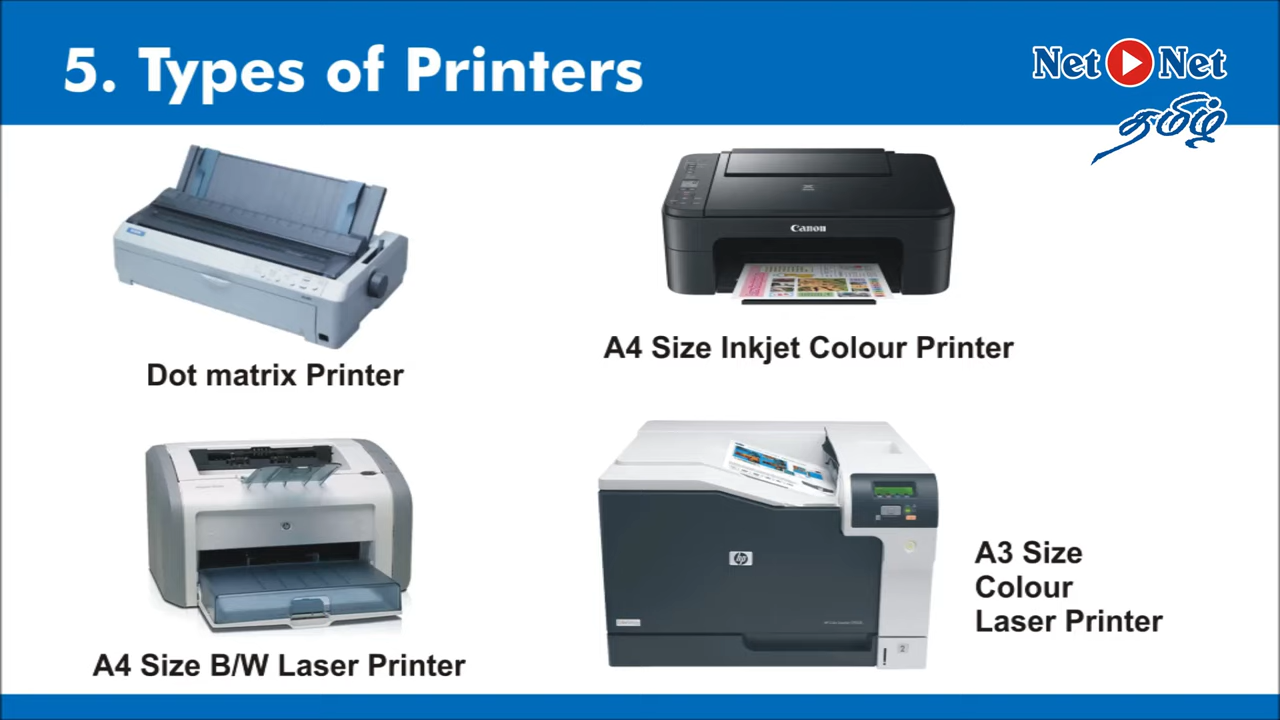 5. Types of Printers
Net Net
தமிழ்
Dot matrix Printer
Canon
A4 Size Inkjet Colour Printer
hp
A4 Size B/W Laser Printer
A3 Size
Colour
Laser Printer